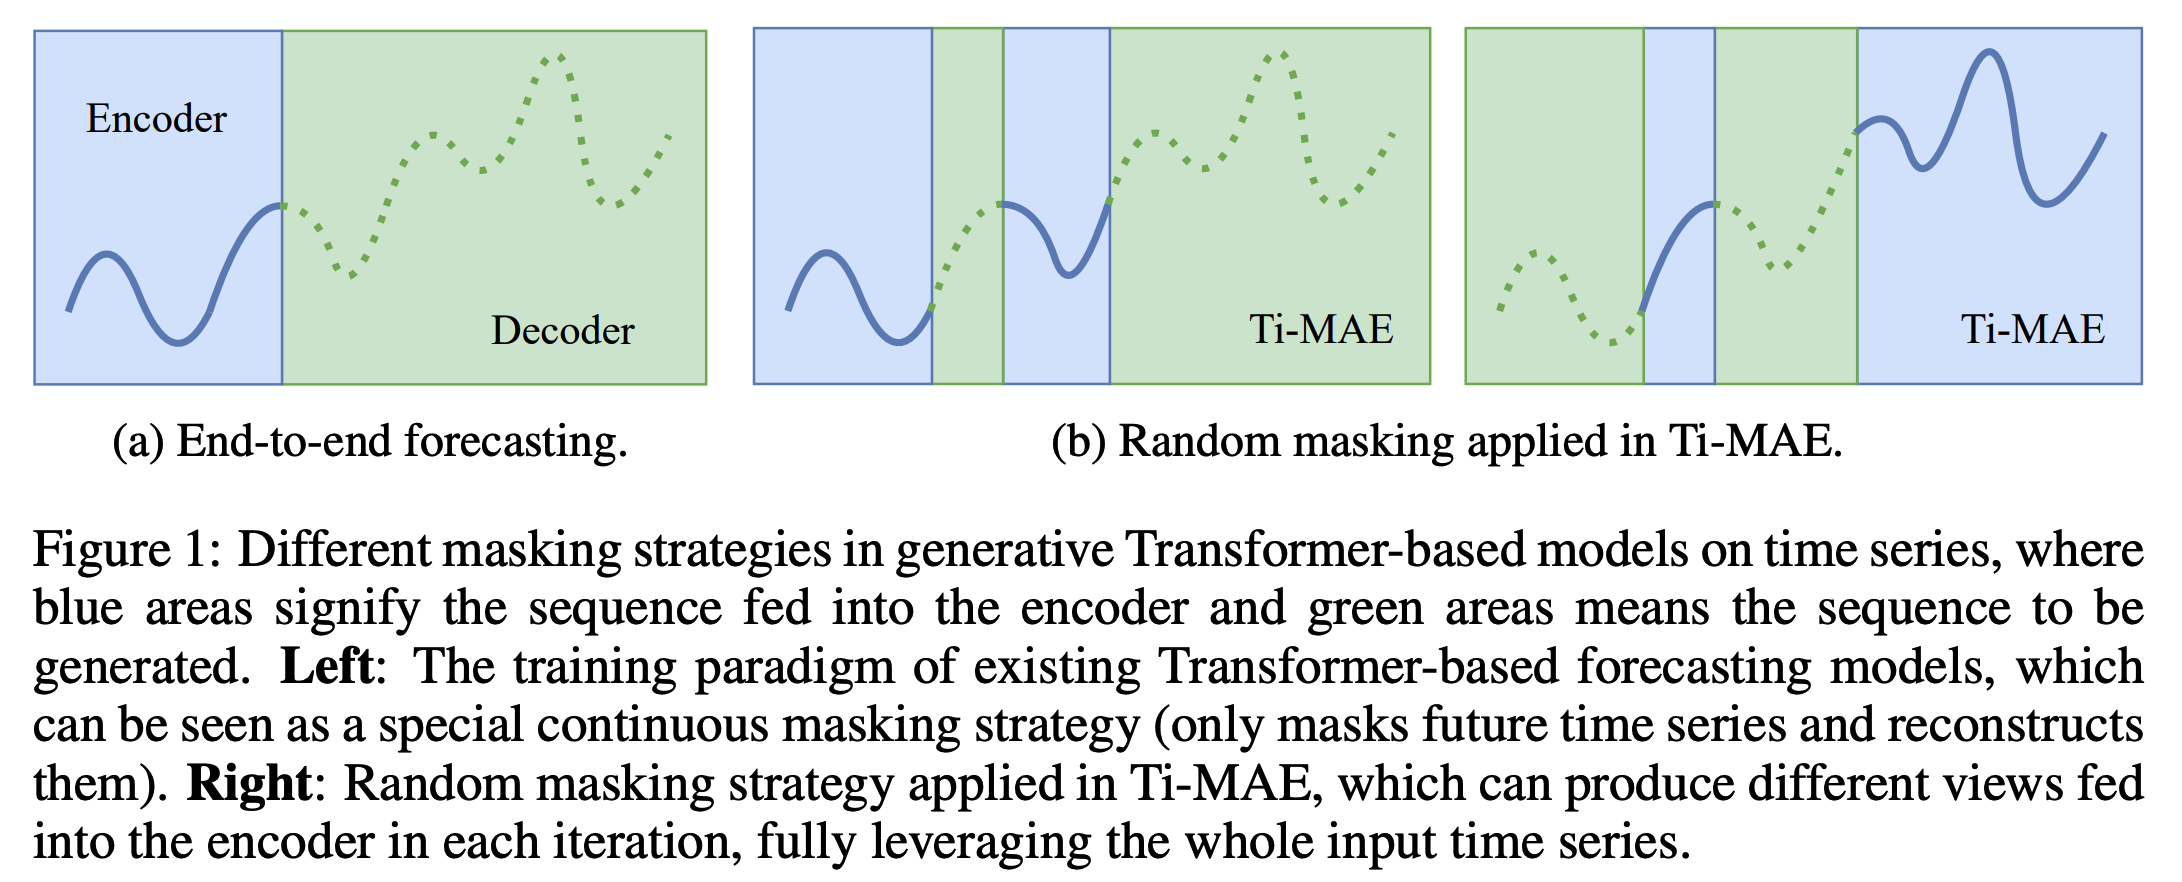 Encoder
Decoder
Ti-MAE
Ti-MAE
(a) End-to-end forecasting.
(b) Random masking applied in Ti-MAE.
Figure 1: Different masking strategies in generative Transformer-based models on time series, where
blue areas signify the sequence fed into the encoder and green areas means the sequence to be
generated. Left: The training paradigm of existing Transformer-based forecasting models, which
can be seen as a special continuous masking strategy (only masks future time series and reconstructs
them). Right: Random masking strategy applied in Ti-MAE, which can produce different views fed
into the encoder in each iteration, fully leveraging the whole input time series.